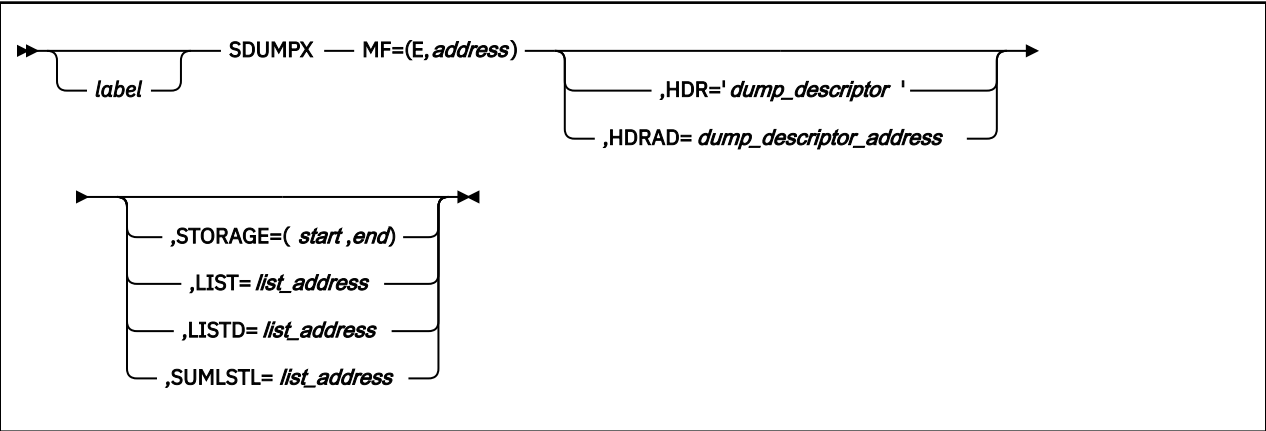 SDUMPX MF=(E,address)
label
,HDR='dump_descriptor '
,HDRAD= dump_descriptor_address
,STORAGE=( start ,end)
,LIST= list_address
,LISTD= list_address
,SUMLSTL= list_address